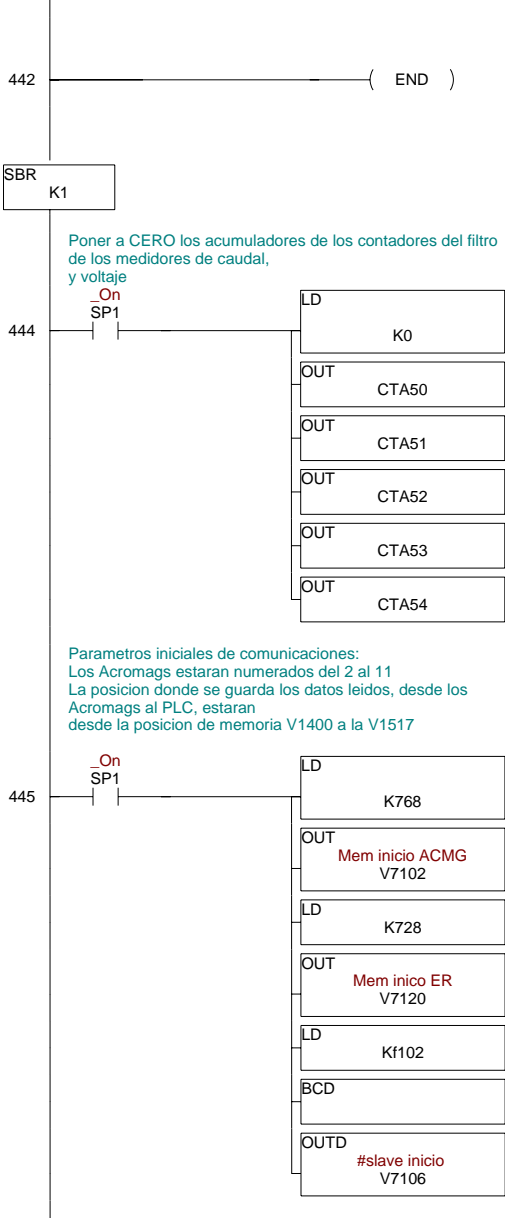 442
END
SBR
K1
Poner a CERO los acumuladores de los contadores del filtro
de los medidores de caudal,
y voltaje
_On
SP1
444
LD
K0
OUT
CTA50
OUT
CTA51
OUT
CTA52
OUT
CTA53
OUT
CTA54
Parametros iniciales de comunicaciones:
Los Acromags estaran numerados del 2 al 11
La posicion donde se guarda los datos leidos, desde los
Acromags al PLC, estaran
desde la posicion de memoria V1400 a la V1517
_On
SP1
445
LD
K768
OUT
Mem inicio ACMG
V7102
LD
K728
OUT
Mem inico ER
V7120
LD
Kf102
BCD
OUTD
#slave inicio
V7106